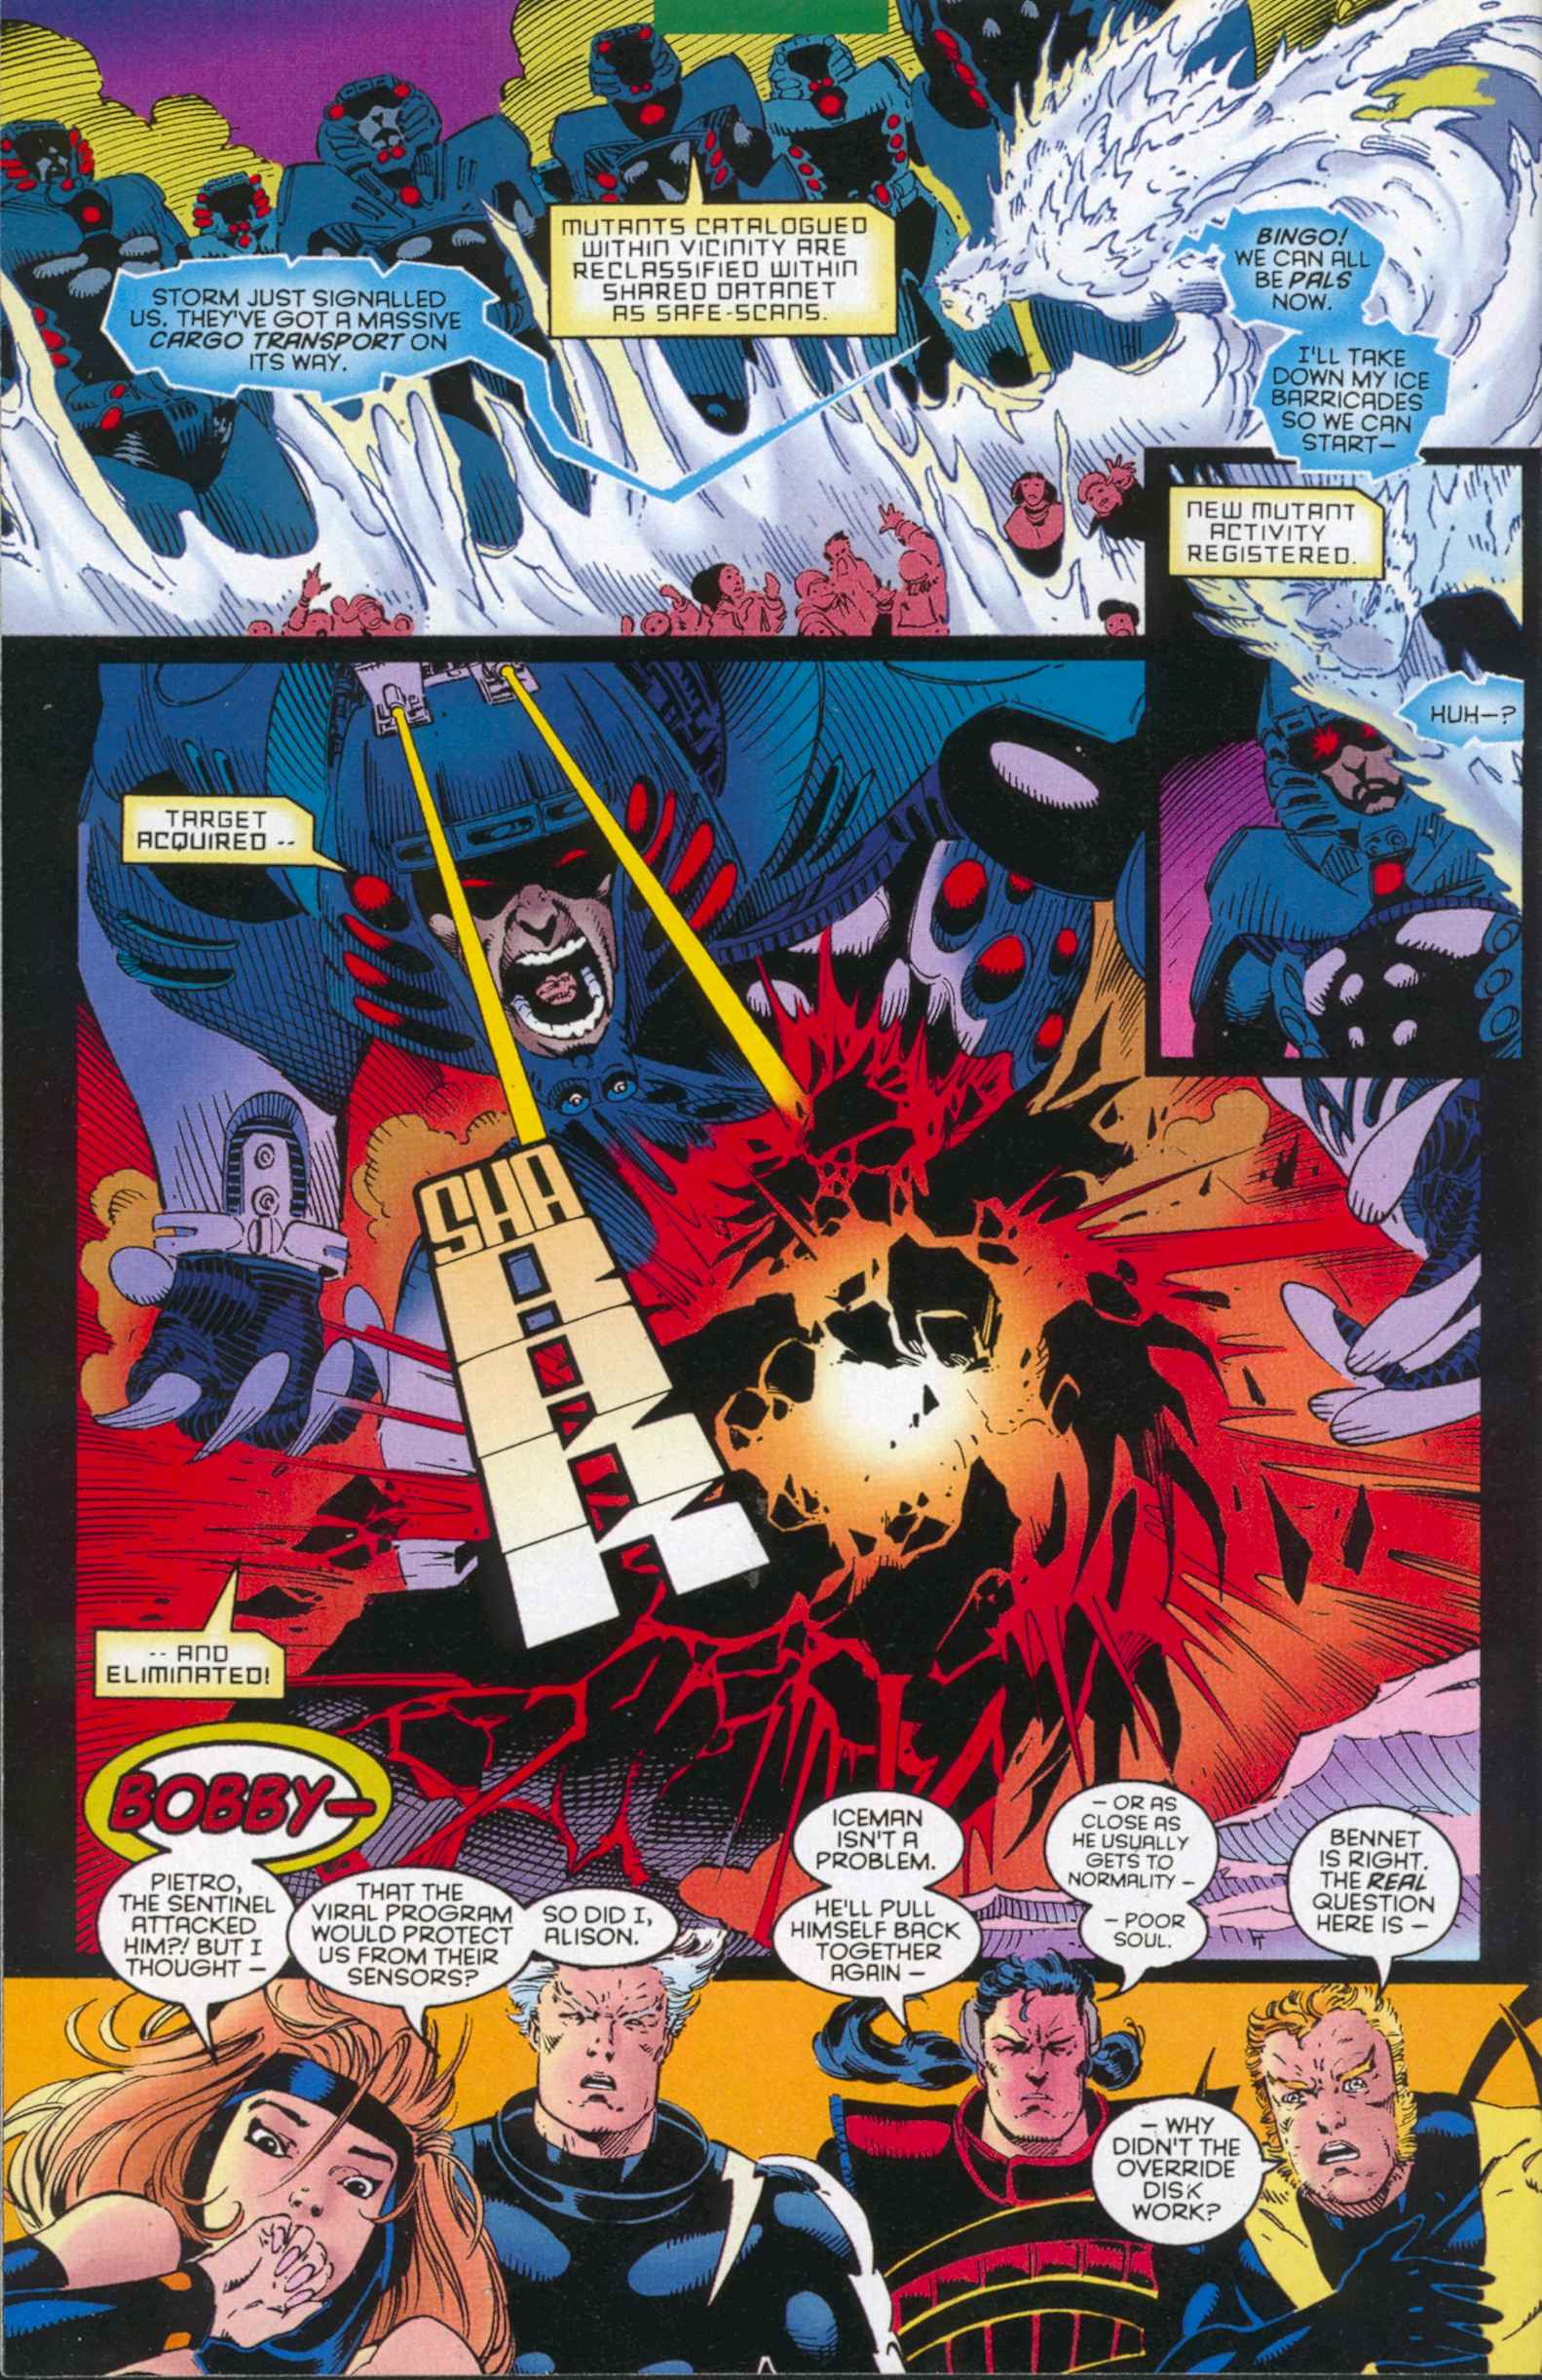 STORM JUST SIGNALLED
US. THEY'VE GOT A MASSIVE
CARGO TRANSPORT ON
ITS WAY.
MUTANTS CATALOGUED
WITHIN VICINITY ARE
RECLASSIFIED WITHIN
SHARED DATANET
AS SAFE-SCANS.
BINGO!
WE CAN ALL
BE PALS
NOW.
I'LL TAKE
DOWN MY ICE
BARRICADES
SO WE CAN
START—
NEW MUTANT
ACTIVITY
REGISTERED.
HUH—?
TARGET
ACQUIRED --
-- AND
ELIMINATED!
BOBBY—
PIETRO,
THE SENTINEL
ATTACKED
HIM?! BUT I
THOUGHT —
THAT THE
VIRAL PROGRAM
WOULD PROTECT
US FROM THEIR
SENSORS?
SO DID I,
ALISON.
ICEMAN
ISN'T A
PROBLEM.
HE'LL PULL
HIMSELF BACK
TOGETHER
AGAIN —
— OR AS
CLOSE AS
HE USUALLY
GETS TO
NORMALITY —
— POOR
SOUL.
BENNET
IS RIGHT.
THE REAL
QUESTION
HERE IS —
— WHY
DIDN'T THE
OVERRIDE
DISK
WORK?